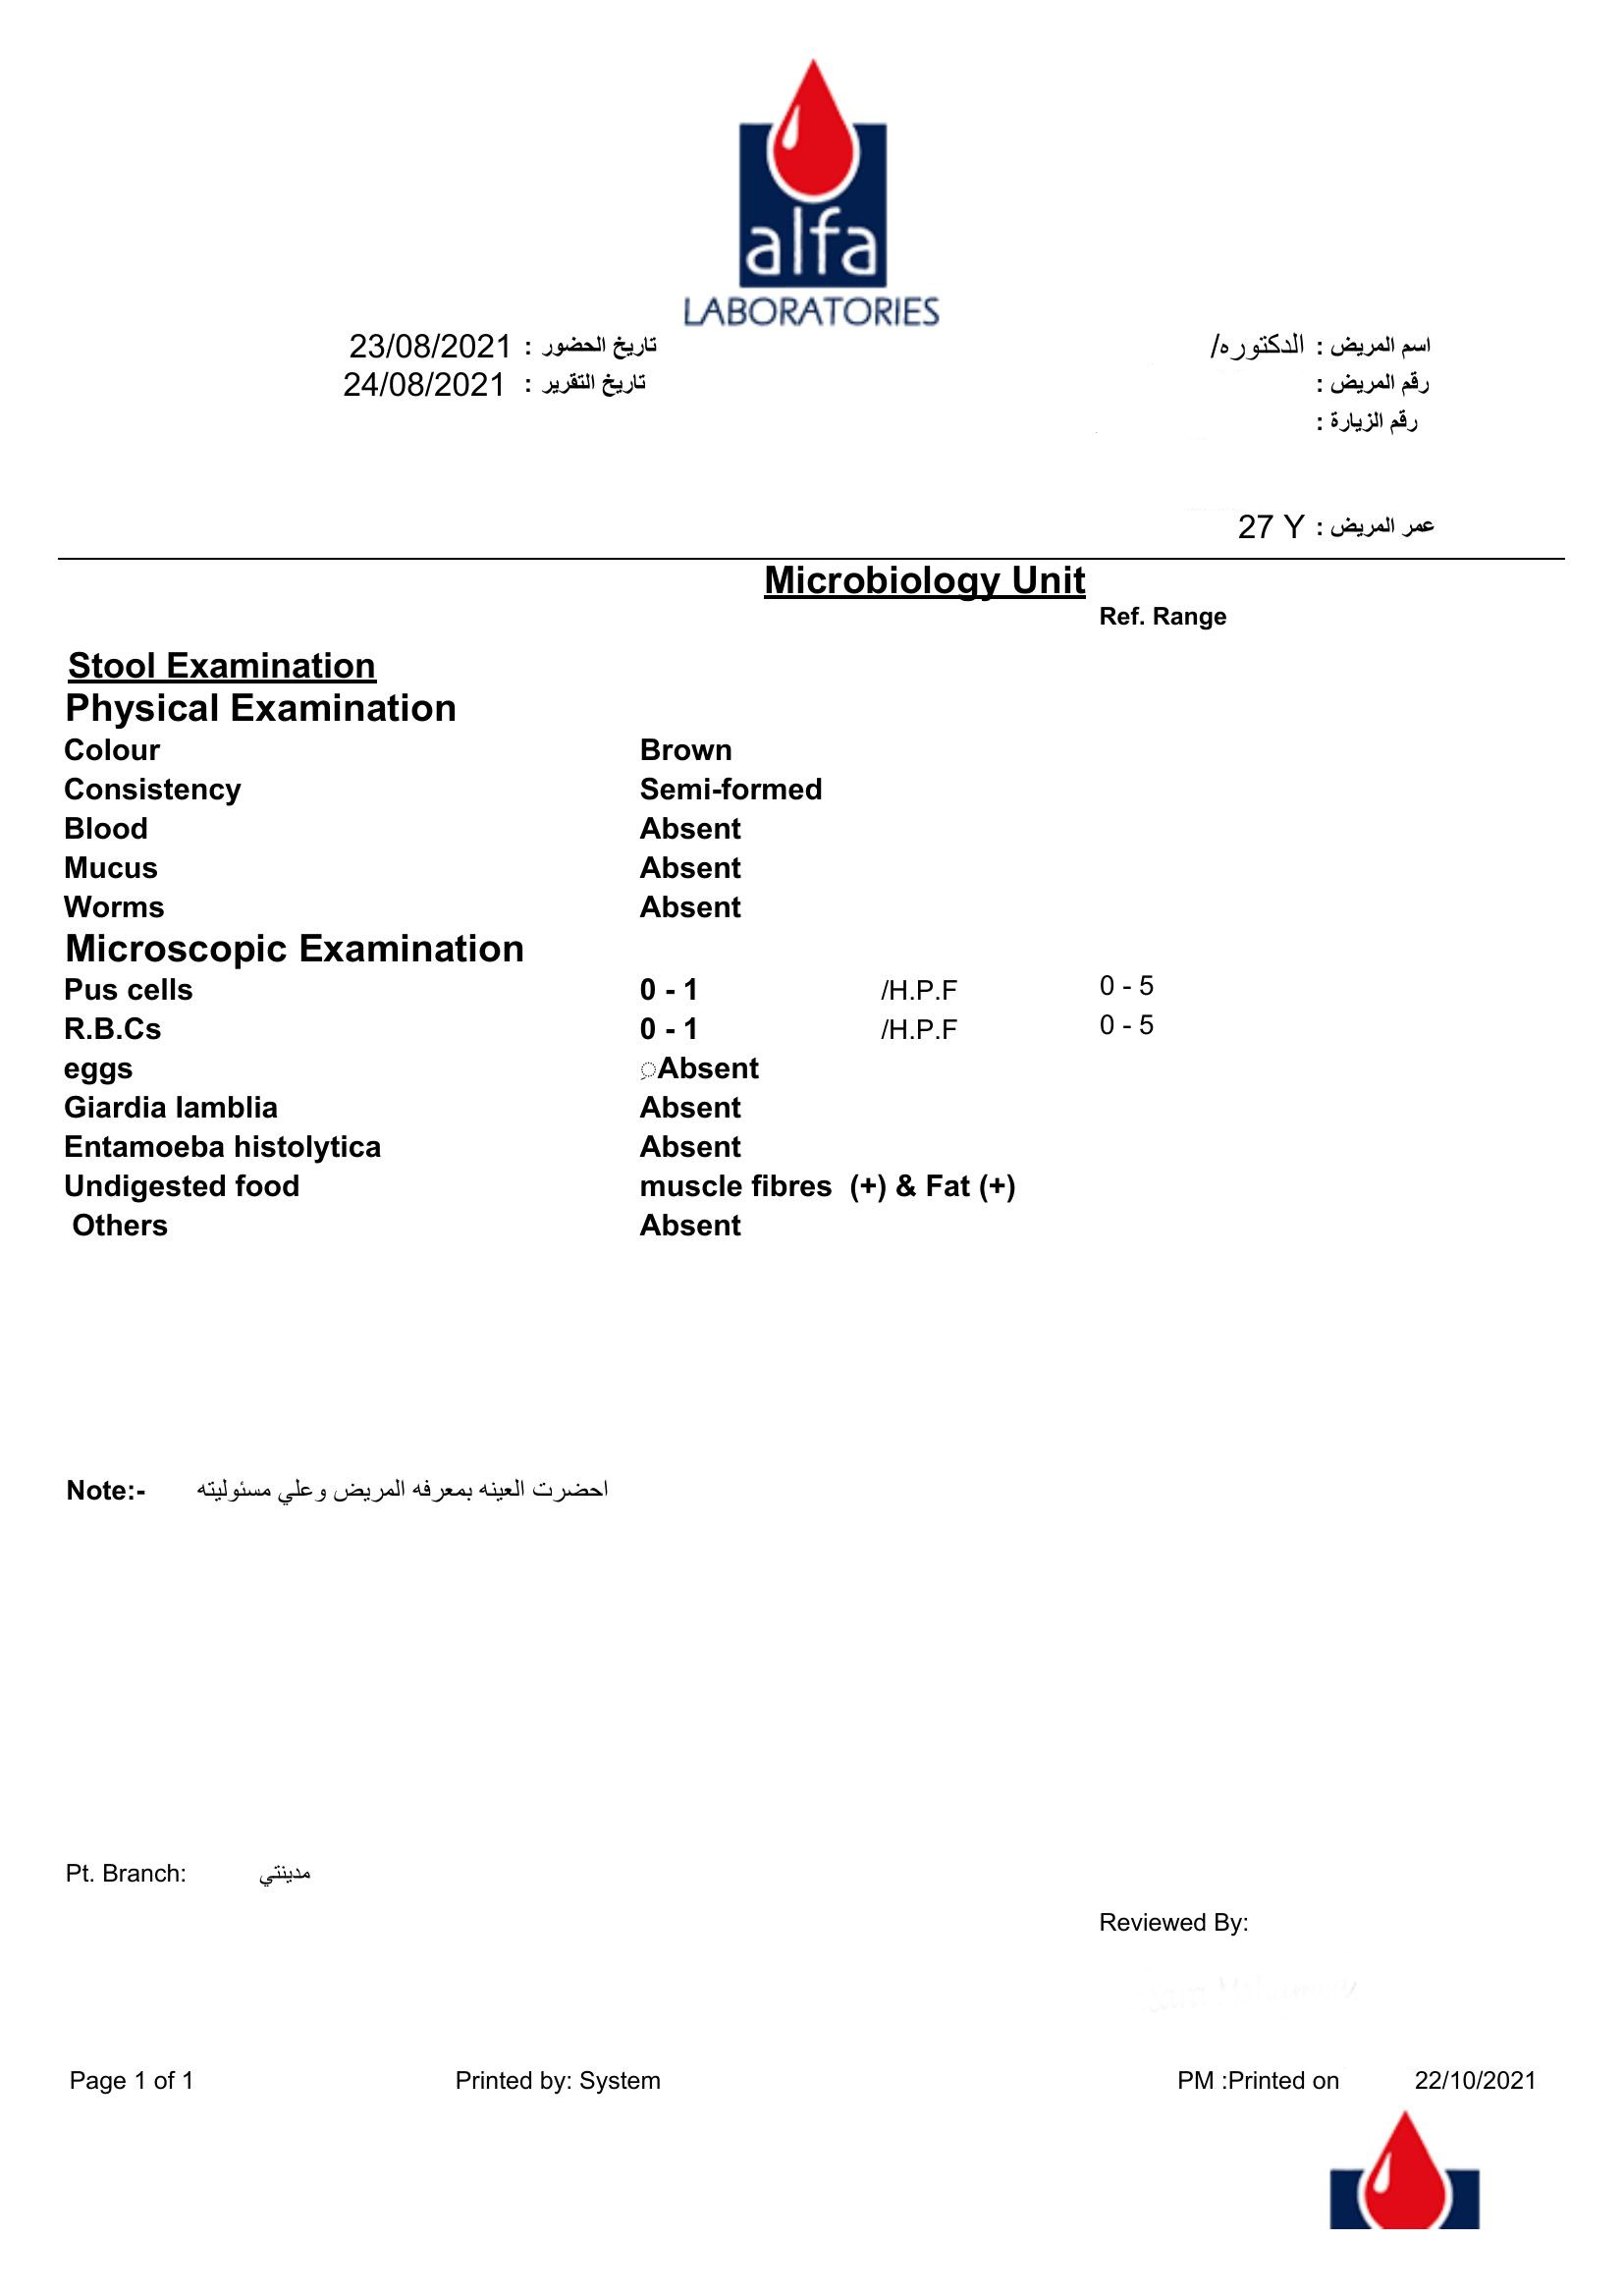 alfa
LABORATORIES
اسم المريض : الدكتوره/
تاريخ الحضور : 23/08/2021
رقم المريض :
تاريخ التقرير : 24/08/2021
رقم الزيارة :
عمر المريض : 27 Y
Microbiology Unit
Ref. Range
Stool Examination
Physical Examination
Colour Brown
Consistency Semi-formed
Blood Absent
Mucus Absent
Worms Absent
Microscopic Examination
Pus cells 0 - 1 /H.P.F 0 - 5
R.B.Cs 0 - 1 /H.P.F 0 - 5
eggs ِAbsent
Giardia lamblia Absent
Entamoeba histolytica Absent
Undigested food muscle fibres (+) & Fat (+)
Others Absent
Note:- احضرت العينه بمعرفه المريض وعلي مسئوليته
Pt. Branch: مدينتي
Reviewed By:
Page 1 of 1 Printed by: System PM :Printed on 22/10/2021